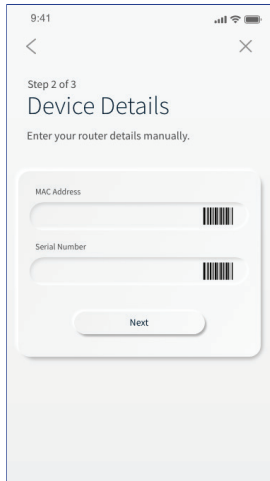 9:41
Step 2 of 3
Device Details
Enter your router details manually.
MAC Address
Serial Number
Next